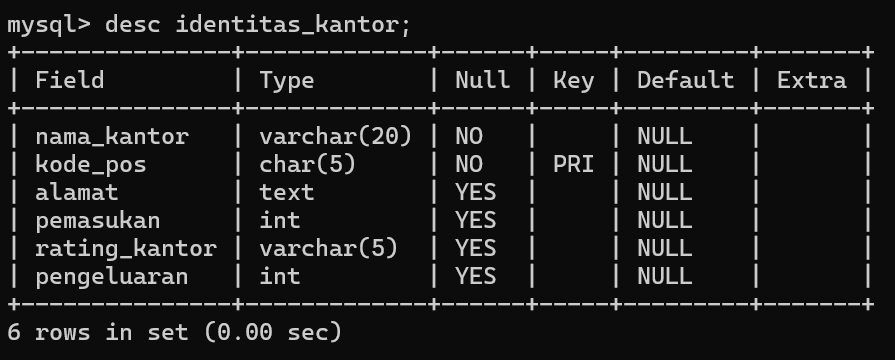 mysql> desc identitas_kantor;
+---------------+-------------+------+-----+---------+-------+
| Field         | Type        | Null | Key | Default | Extra |
+---------------+-------------+------+-----+---------+-------+
| nama_kantor   | varchar(20) | NO   |     | NULL    |       |
| kode_pos      | char(5)     | NO   | PRI | NULL    |       |
| alamat        | text        | YES  |     | NULL    |       |
| pemasukan     | int         | YES  |     | NULL    |       |
| rating_kantor | varchar(5)  | YES  |     | NULL    |       |
| pengeluaran   | int         | YES  |     | NULL    |       |
+---------------+-------------+------+-----+---------+-------+
6 rows in set (0.00 sec)